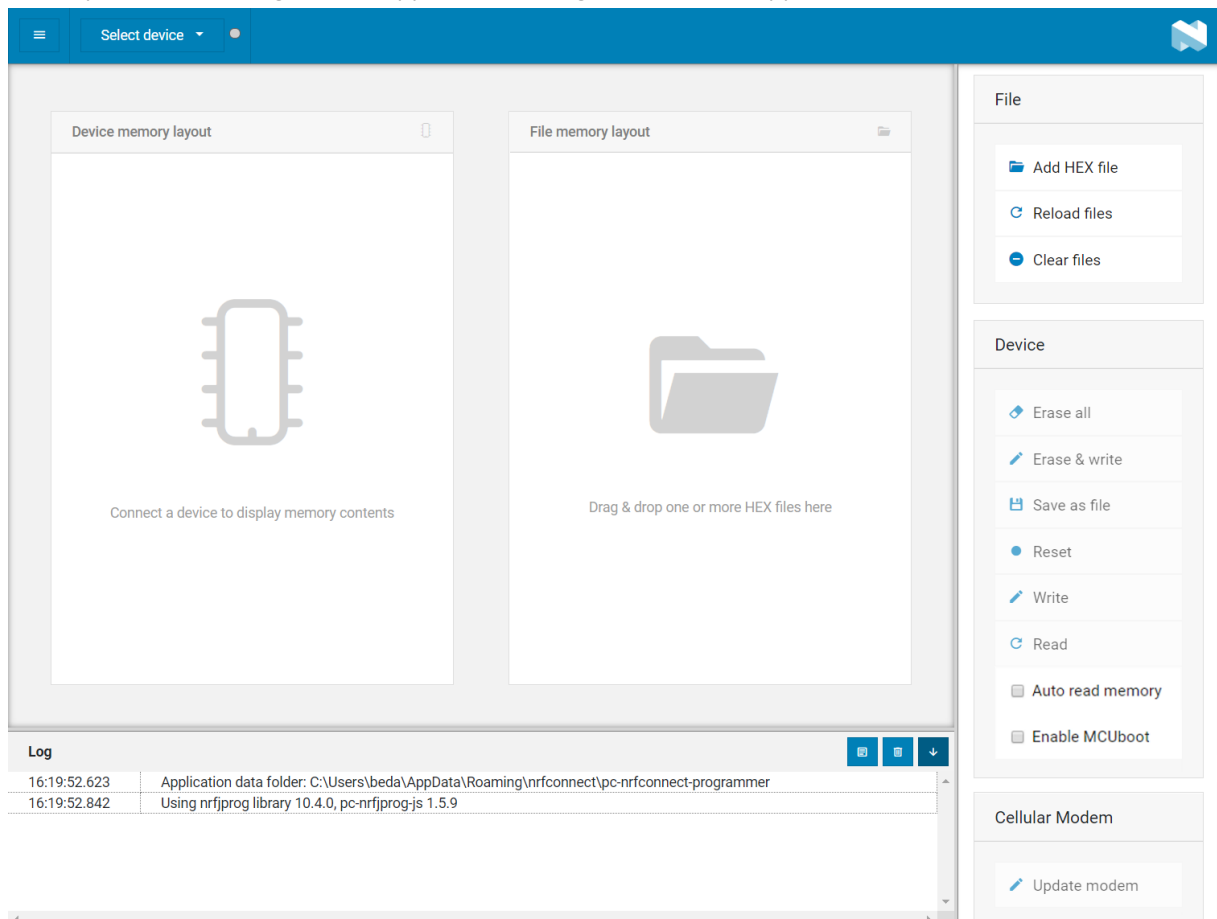 Select device
Device memory layout
File memory layout
Connect a device to display memory contents
Drag & drop one or more HEX files here
File
Add HEX file
Reload files
Clear files
Device
Erase all
Erase & write
Save as file
Reset
Write
Read
Auto read memory
Enable MCUboot
Cellular Modem
Update modem
Log
16:19:52.623 Application data folder: C:\Users\beda\AppData\Roaming\nrfconnect\pc-nrfconnect-programmer
16:19:52.842 Using nrfjprog library 10.4.0, pc-nrfjprog-js 1.5.9